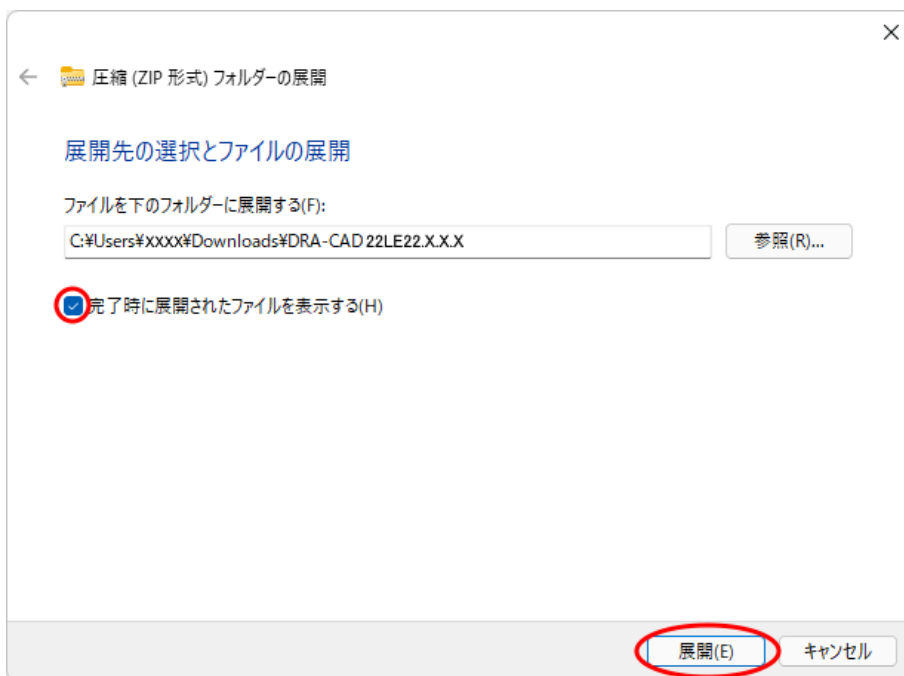 圧縮 (ZIP 形式) フォルダーの展開
展開先の選択とファイルの展開
ファイルを下のフォルダーに展開する(F):
C:¥Users¥XXXX¥Downloads¥DRA-CAD 22LE22.X.X.X
参照(R)...
完了時に展開されたファイルを表示する(H)
展開(E)
キャンセル